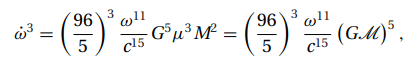 ω̇³ = (96/5)³ ω¹¹/c¹⁵ G⁵μ³M² = (96/5)³ ω¹¹/c¹⁵ (Gℳ)⁵ ,